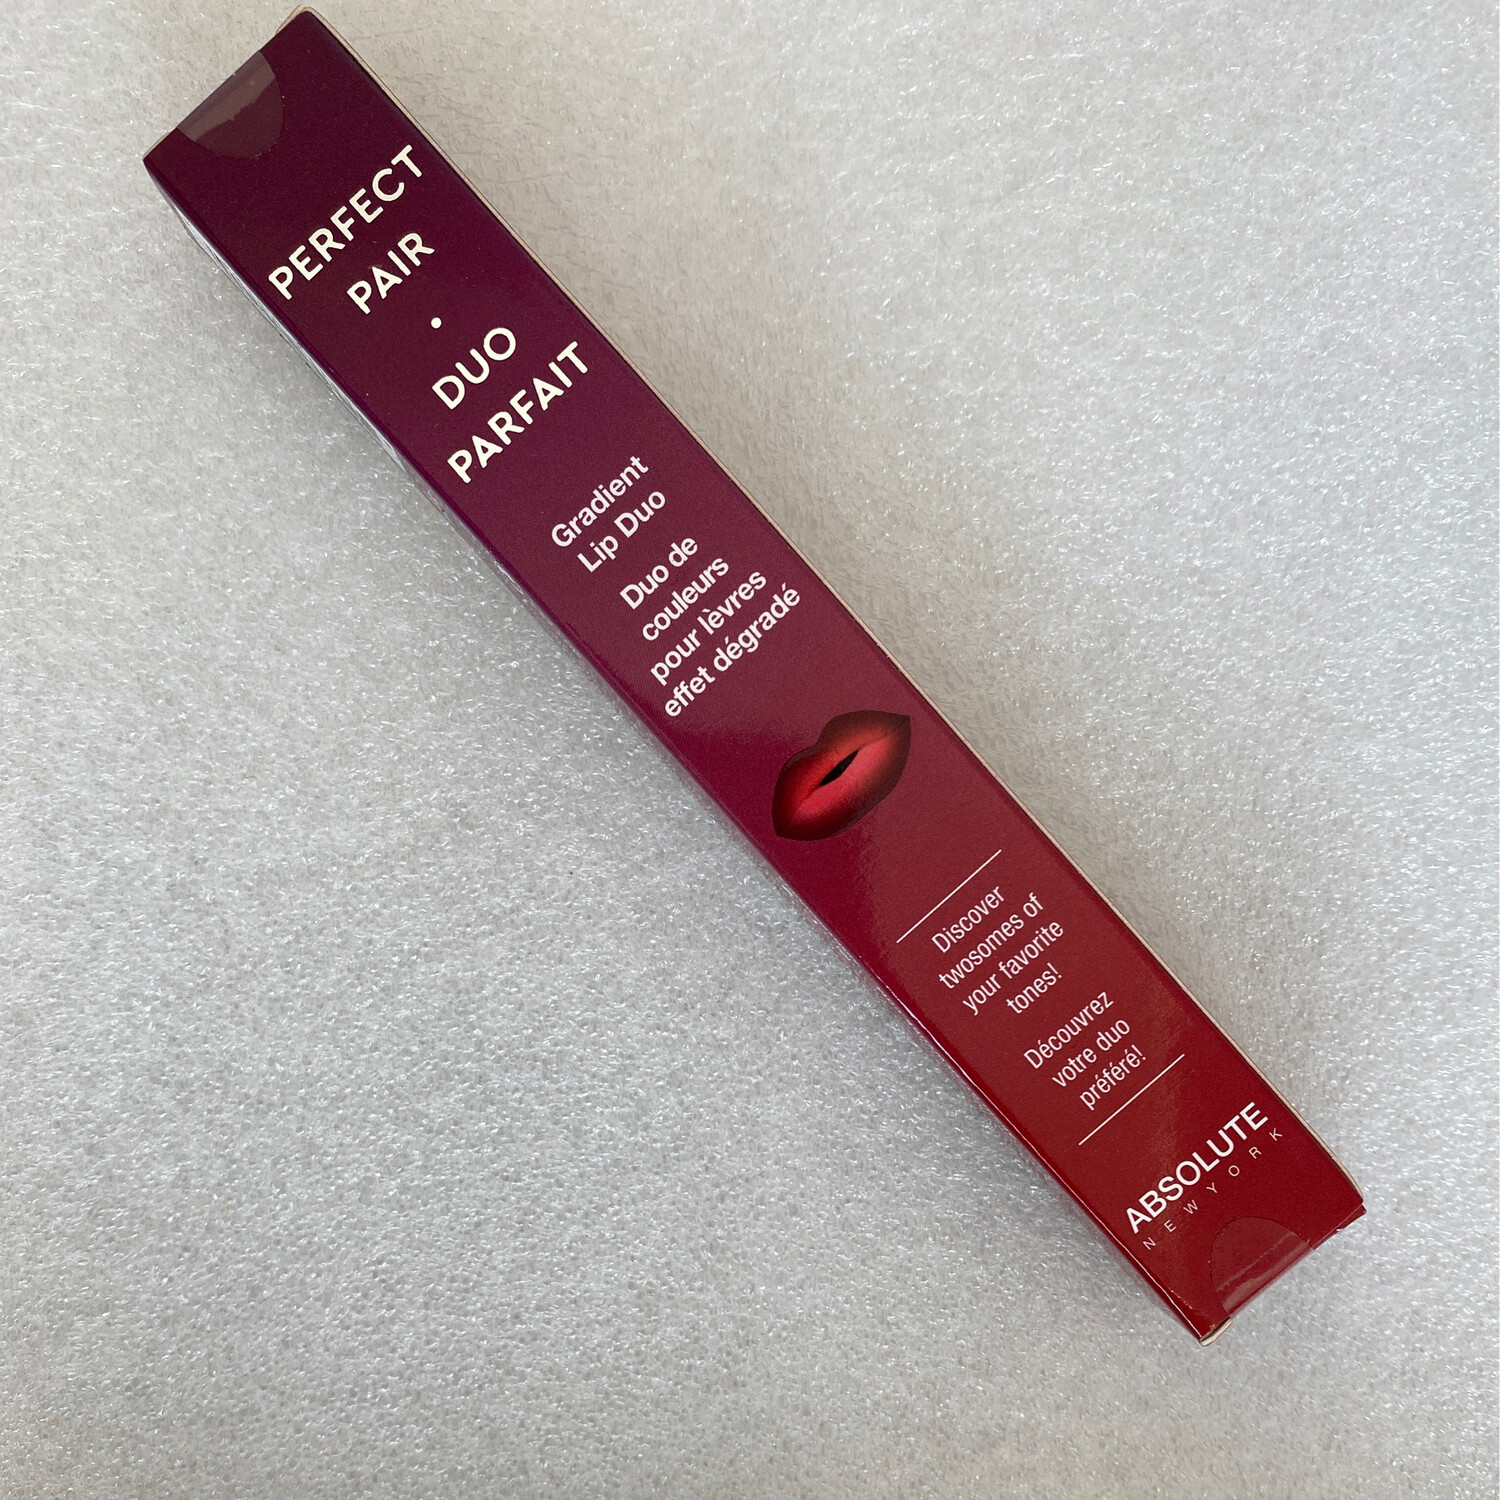 PERFECT
PAIR
•
DUO
PARFAIT
Gradient
Lip Duo
Duo de
couleurs
pour lèvres
effet dégradé
Discover
twosomes of
your favorite
tones!
Découvrez
votre duo
préféré!
ABSOLUTE
NEW YORK